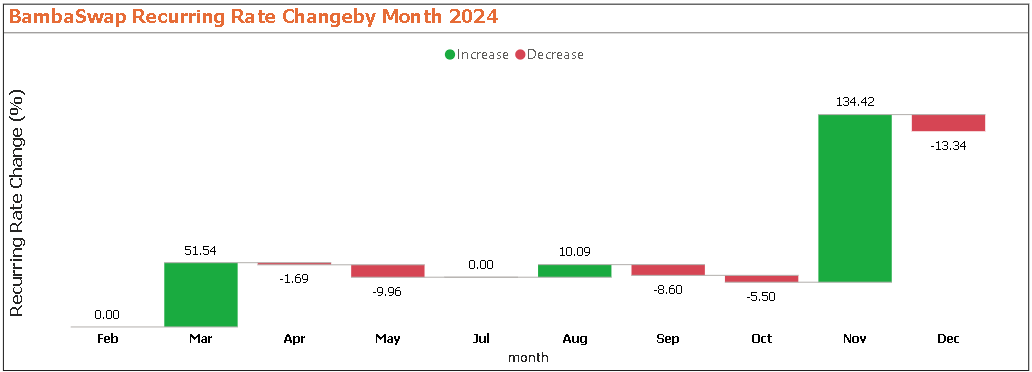 BambaSwap Recurring Rate Changeby Month 2024
Increase Decrease
Recurring Rate Change (%)
134.42
-13.34
51.54
10.09
0.00
-1.69
-9.96
-8.60
-5.50
0.00
Feb Mar Apr May Jul Aug Sep Oct Nov Dec
month